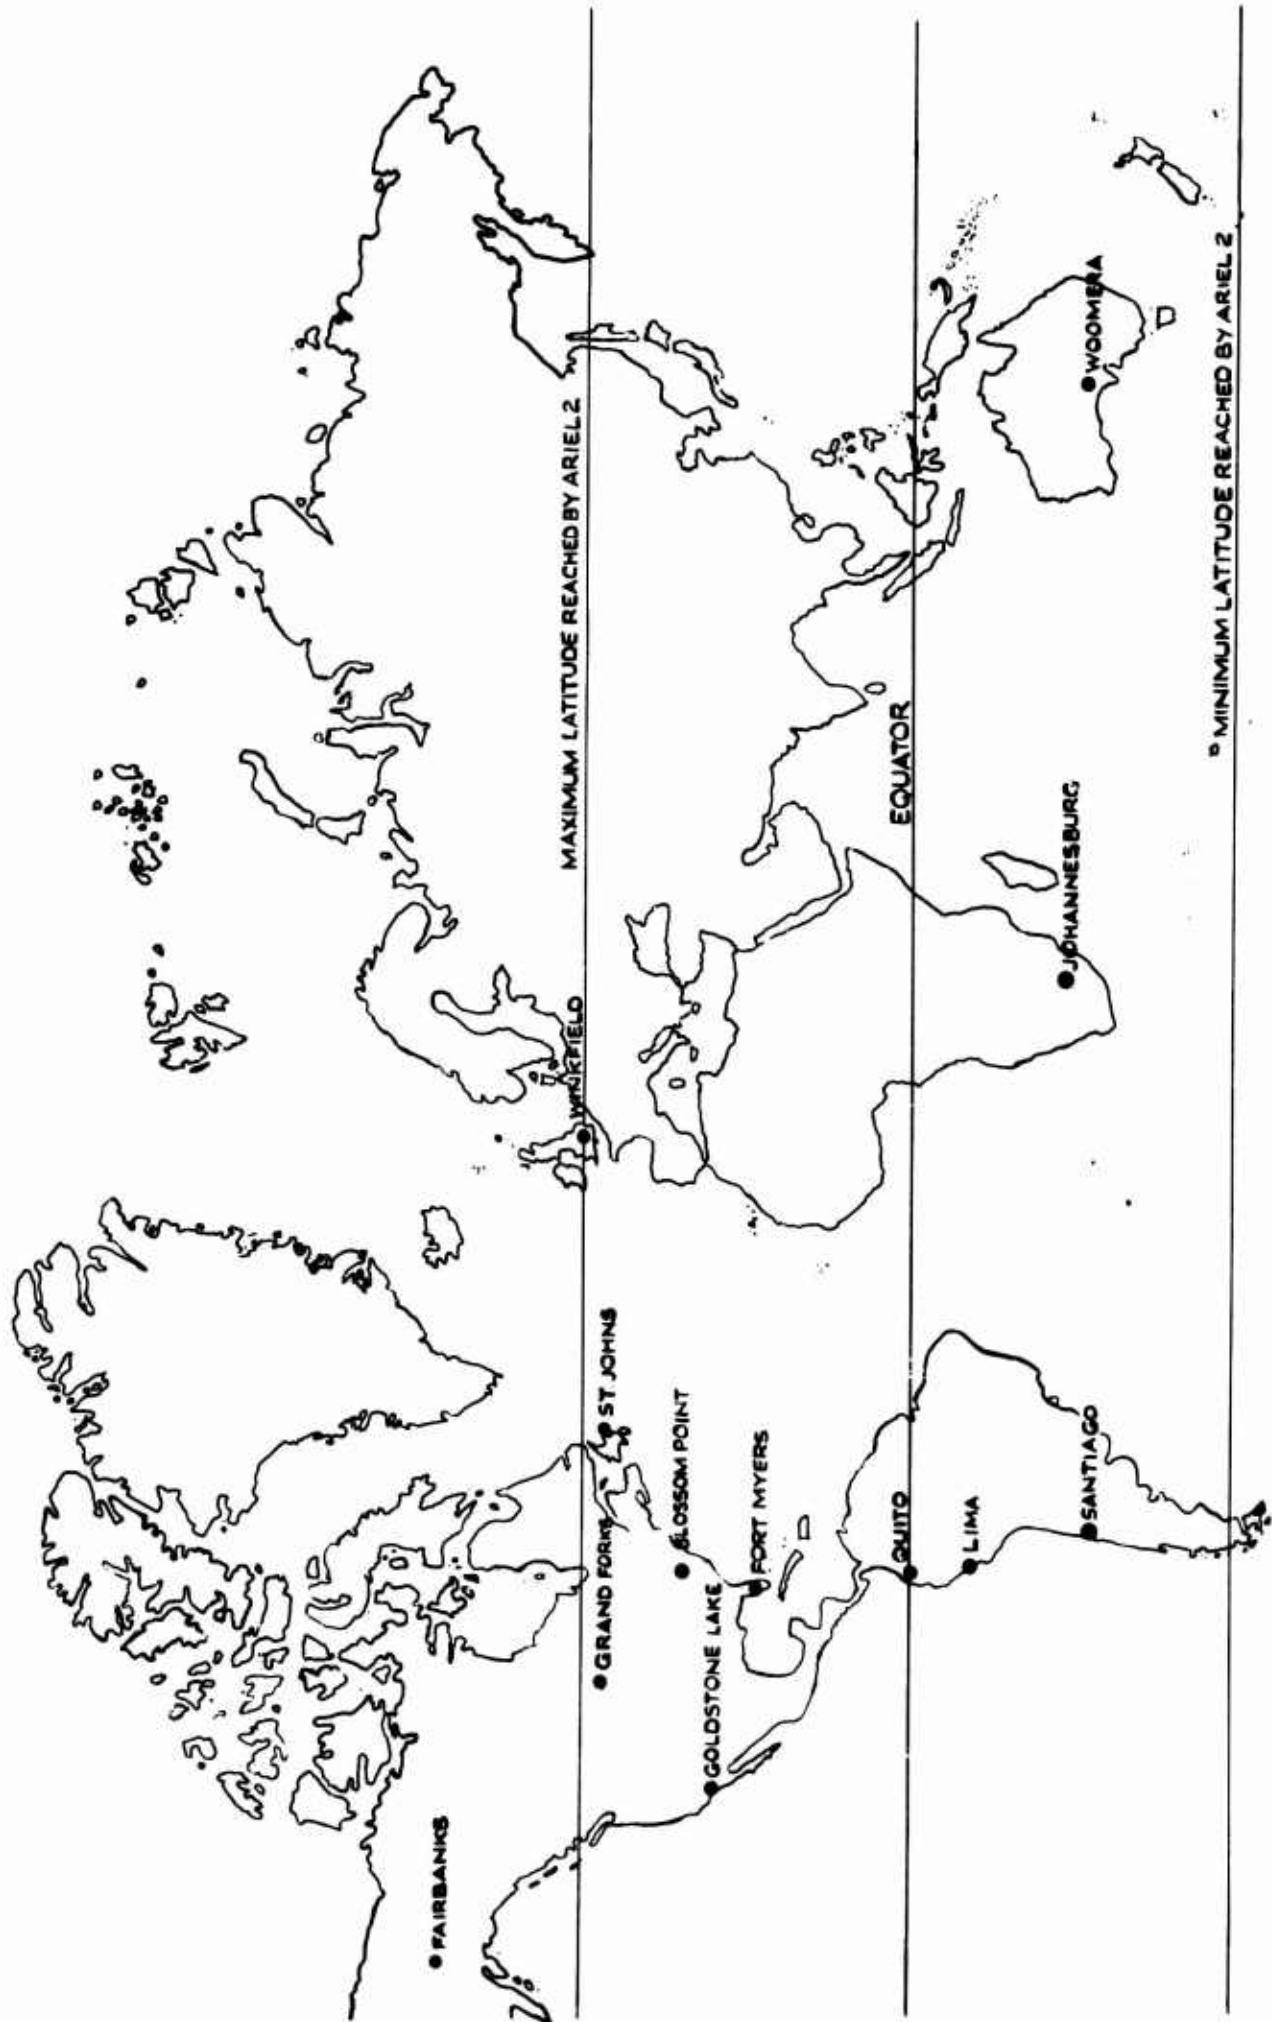 FAIRBANKS
MAXIMUM LATITUDE REACHED BY ARIEL 2
WINKFIELD
GRAND FORKS
ST JOHNS
BLOSSOM POINT
GOLDSTONE LAKE
FORT MYERS
EQUATOR
QUITO
LIMA
JOHANNESBURG
SANTIAGO
WOOMERA
MINIMUM LATITUDE REACHED BY ARIEL 2